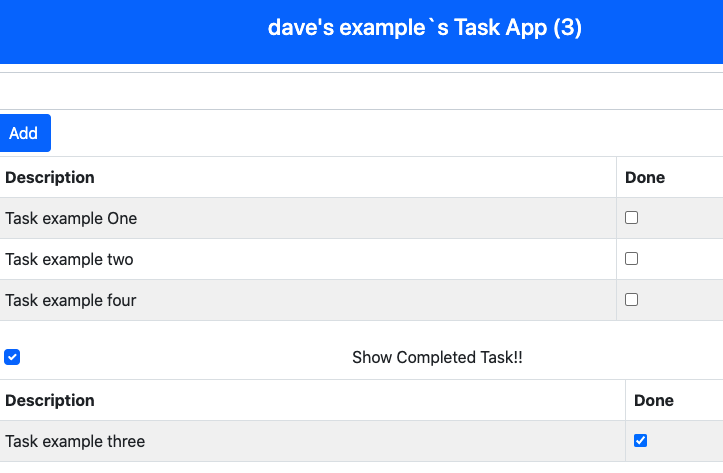 dave's example`s Task App (3)
Add
Description Done
Task example One
Task example two
Task example four
Show Completed Task!!
Description Done
Task example three